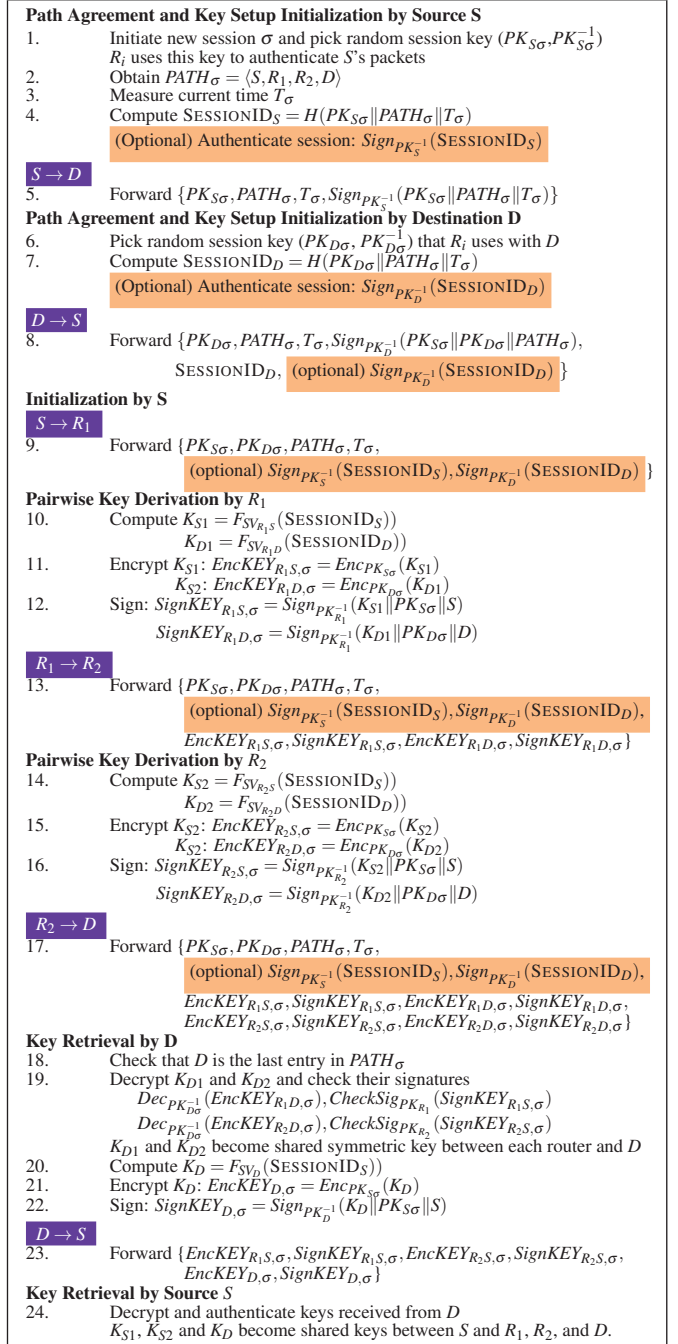 Path Agreement and Key Setup Initialization by Source S
1. Initiate new session σ and pick random session key (PK_{Sσ},PK_{Sσ}^{-1})
R_i uses this key to authenticate S's packets
2. Obtain PATH_σ = ⟨S,R_1,R_2,D⟩
3. Measure current time T_σ
4. Compute SESSIONID_S = H(PK_{Sσ}‖PATH_σ‖T_σ)
(Optional) Authenticate session: Sign_{PK_S^{-1}}(SESSIONID_S)
S → D
5. Forward {PK_{Sσ},PATH_σ,T_σ,Sign_{PK_S^{-1}}(PK_{Sσ}‖PATH_σ‖T_σ)}
Path Agreement and Key Setup Initialization by Destination D
6. Pick random session key (PK_{Dσ}, PK_{Dσ}^{-1}) that R_i uses with D
7. Compute SESSIONID_D = H(PK_{Dσ}‖PATH_σ‖T_σ)
(Optional) Authenticate session: Sign_{PK_D^{-1}}(SESSIONID_D)
D → S
8. Forward {PK_{Dσ},PATH_σ,T_σ,Sign_{PK_D^{-1}}(PK_{Sσ}‖PK_{Dσ}‖PATH_σ),
SESSIONID_D, (optional) Sign_{PK_D^{-1}}(SESSIONID_D) }
Initialization by S
S → R_1
9. Forward {PK_{Sσ},PK_{Dσ},PATH_σ,T_σ,
(optional) Sign_{PK_S^{-1}}(SESSIONID_S),Sign_{PK_D^{-1}}(SESSIONID_D) }
Pairwise Key Derivation by R_1
10. Compute K_{S1} = F_{SV_{R_1S}}(SESSIONID_S))
K_{D1} = F_{SV_{R_1D}}(SESSIONID_D))
11. Encrypt K_{S1}: EncKEY_{R_1S,σ} = Enc_{PK_{Sσ}}(K_{S1})
K_{S2}: EncKEY_{R_1D,σ} = Enc_{PK_{Dσ}}(K_{D1})
12. Sign: SignKEY_{R_1S,σ} = Sign_{PK_{R_1}^{-1}}(K_{S1}‖PK_{Sσ}‖S)
SignKEY_{R_1D,σ} = Sign_{PK_{R_1}^{-1}}(K_{D1}‖PK_{Dσ}‖D)
R_1 → R_2
13. Forward {PK_{Sσ},PK_{Dσ},PATH_σ,T_σ,
(optional) Sign_{PK_S^{-1}}(SESSIONID_S),Sign_{PK_D^{-1}}(SESSIONID_D),
EncKEY_{R_1S,σ},SignKEY_{R_1S,σ},EncKEY_{R_1D,σ},SignKEY_{R_1D,σ}}
Pairwise Key Derivation by R_2
14. Compute K_{S2} = F_{SV_{R_2S}}(SESSIONID_S))
K_{D2} = F_{SV_{R_2D}}(SESSIONID_D))
15. Encrypt K_{S2}: EncKEY_{R_2S,σ} = Enc_{PK_{Sσ}}(K_{S2})
K_{S2}: EncKEY_{R_2D,σ} = Enc_{PK_{Dσ}}(K_{D2})
16. Sign: SignKEY_{R_2S,σ} = Sign_{PK_{R_2}^{-1}}(K_{S2}‖PK_{Sσ}‖S)
SignKEY_{R_2D,σ} = Sign_{PK_{R_2}^{-1}}(K_{D2}‖PK_{Dσ}‖D)
R_2 → D
17. Forward {PK_{Sσ},PK_{Dσ},PATH_σ,T_σ,
(optional) Sign_{PK_S^{-1}}(SESSIONID_S),Sign_{PK_D^{-1}}(SESSIONID_D),
EncKEY_{R_1S,σ},SignKEY_{R_1S,σ},EncKEY_{R_1D,σ},SignKEY_{R_1D,σ},
EncKEY_{R_2S,σ},SignKEY_{R_2S,σ},EncKEY_{R_2D,σ},SignKEY_{R_2D,σ}}
Key Retrieval by D
18. Check that D is the last entry in PATH_σ
19. Decrypt K_{D1} and K_{D2} and check their signatures
Dec_{PK_{Dσ}^{-1}}(EncKEY_{R_1D,σ}),CheckSig_{PK_{R_1}}(SignKEY_{R_1S,σ})
Dec_{PK_{Dσ}^{-1}}(EncKEY_{R_2D,σ}),CheckSig_{PK_{R_2}}(SignKEY_{R_2S,σ})
K_{D1} and K_{D2} become shared symmetric key between each router and D
20. Compute K_D = F_{SV_D}(SESSIONID_S))
21. Encrypt K_D: EncKEY_{D,σ} = Enc_{PK_{Sσ}}(K_D)
22. Sign: SignKEY_{D,σ} = Sign_{PK_D^{-1}}(K_D‖PK_{Sσ}‖S)
D → S
23. Forward {EncKEY_{R_1S,σ},SignKEY_{R_1S,σ},EncKEY_{R_2S,σ},SignKEY_{R_2S,σ},
EncKEY_{D,σ},SignKEY_{D,σ}}
Key Retrieval by Source S
24. Decrypt and authenticate keys received from D
K_{S1}, K_{S2} and K_D become shared keys between S and R_1, R_2, and D.